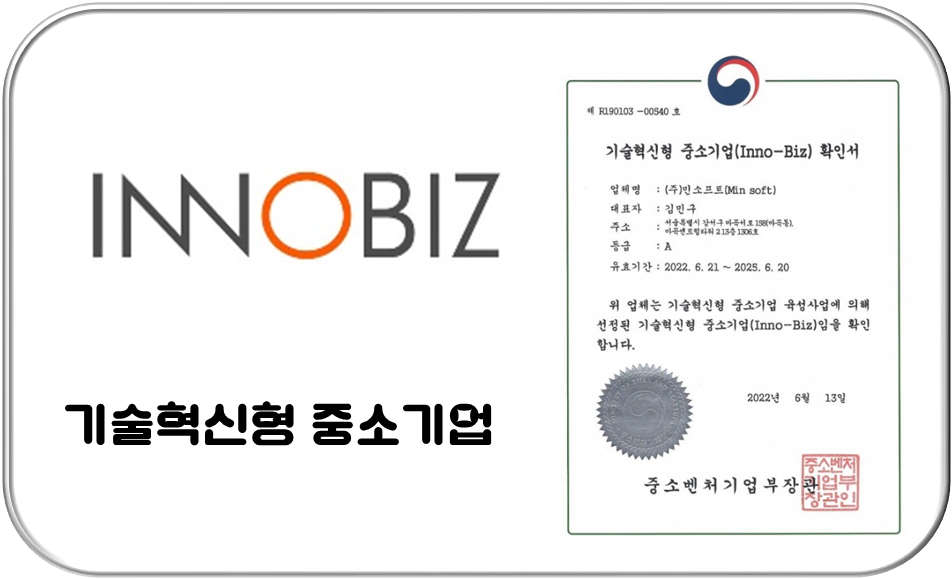 INNOBIZ
기술혁신형 중소기업
제 R190103 -00540 호
기술혁신형 중소기업(Inno-Biz) 확인서
업체명 : (주)민소프트(Min soft)
대표자 : 김민구
주소 : 서울특별시 강서구 마곡서로 158(마곡동),
마곡센트럴타워 2 13층 1306호
등급 : A
유효기간 : 2022. 6. 21 ~ 2025. 6. 20
위 업체는 기술혁신형 중소기업 육성사업에 의해
선정된 기술혁신형 중소기업(Inno-Biz)임을 확인
합니다.
2022년 6월 13일
중소벤처기업부장관
중소벤처
기업부
장관인